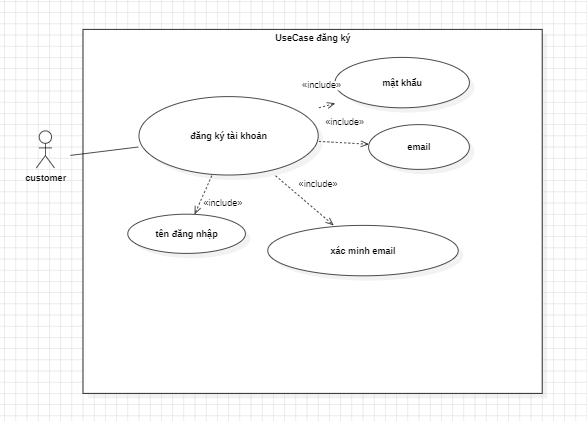 UseCase đăng ký
«include»
mật khẩu
«include»
đăng ký tài khoản
email
customer
«include»
«include»
tên đăng nhập
xác minh email